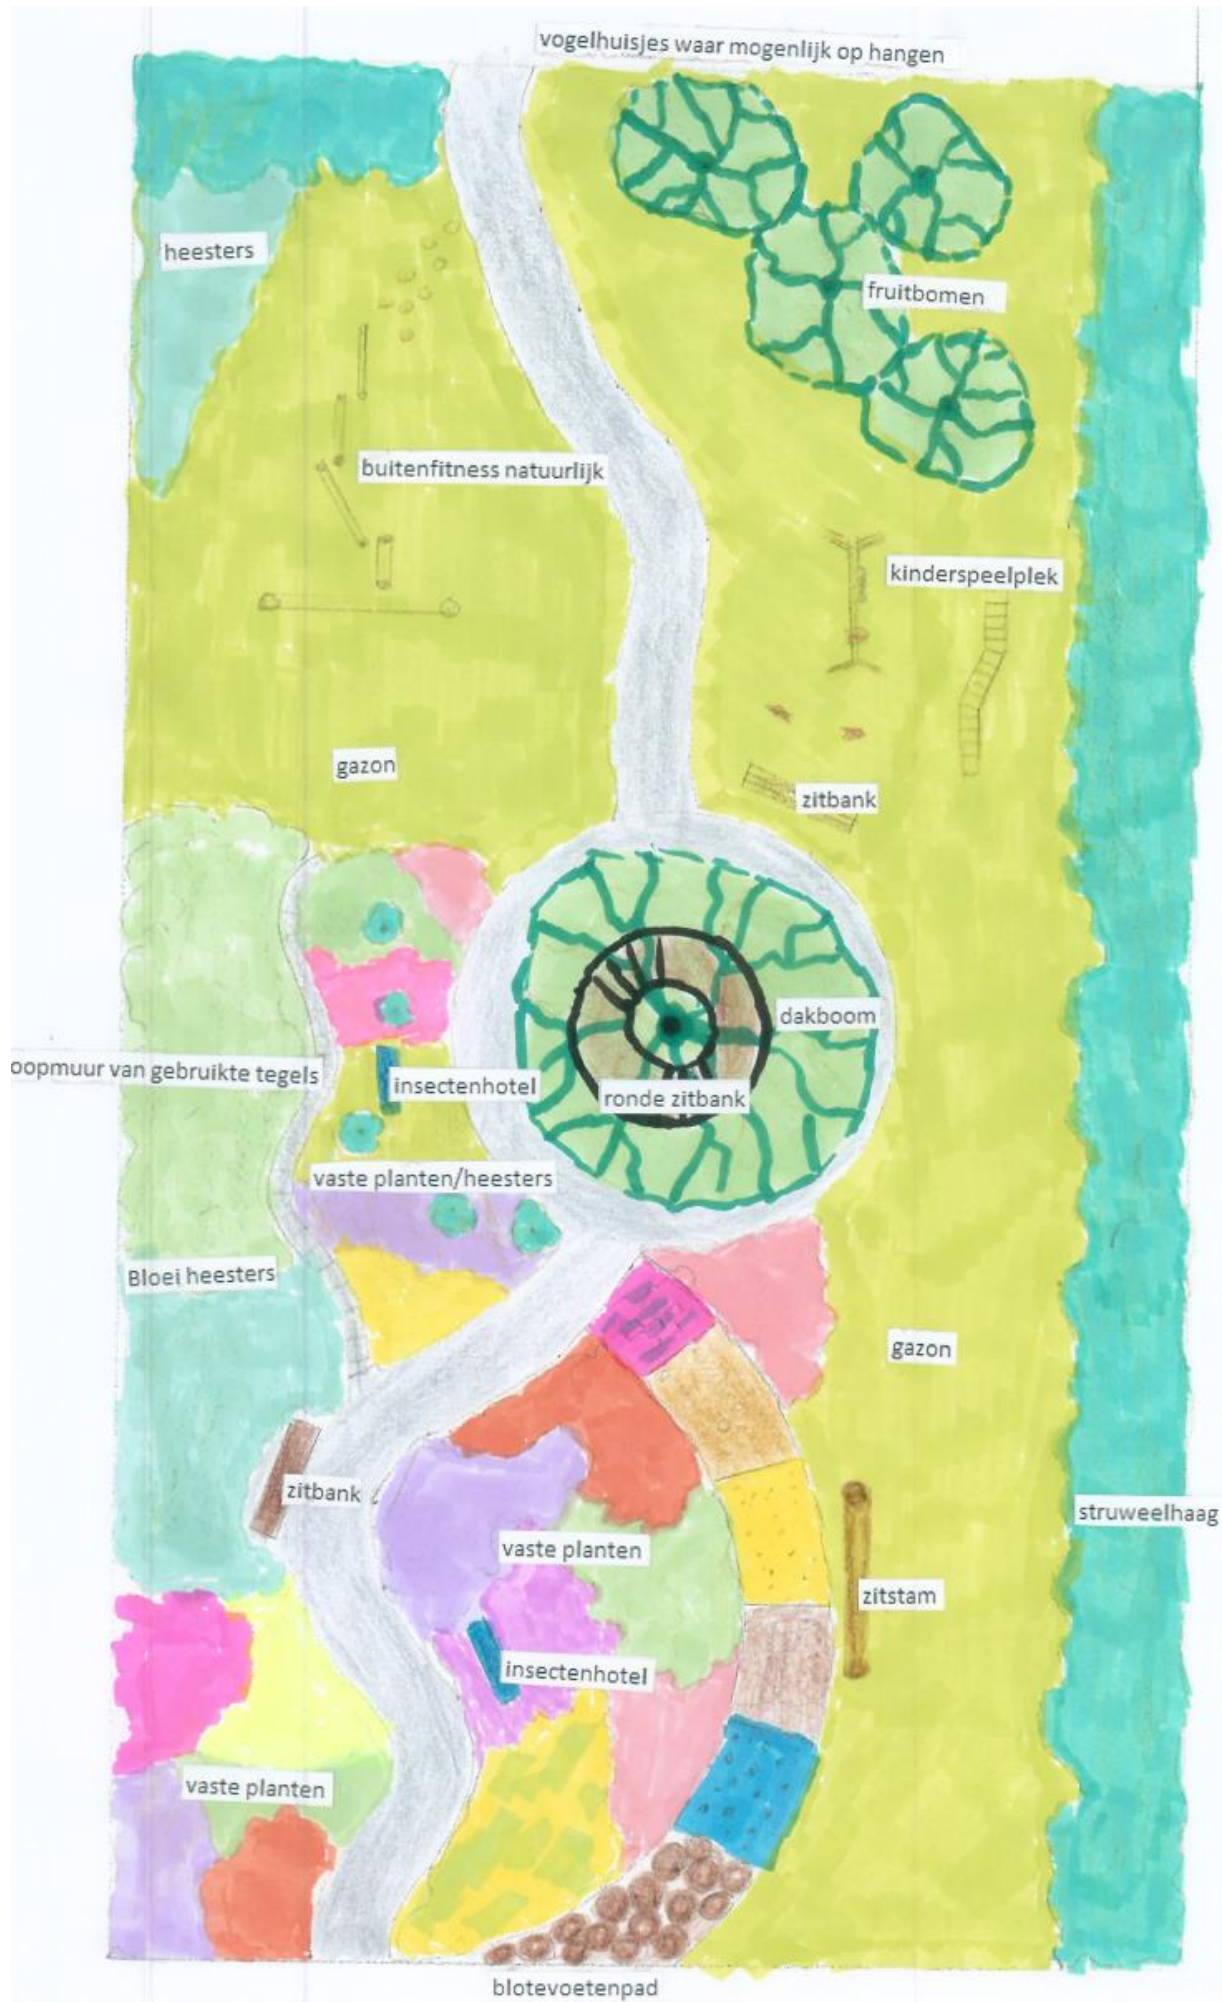 vogelhuisjes waar mogenlijk op hangen
heesters
fruitbomen
buitenfitness natuurlijk
kinderspeelplek
gazon
zitbank
dakboom
oopmuur van gebruikte tegels
insectenhotel
ronde zitbank
vaste planten/heesters
Bloei heesters
gazon
zitbank
struweelhaag
vaste planten
zitstam
insectenhotel
vaste planten
blotevoetenpad